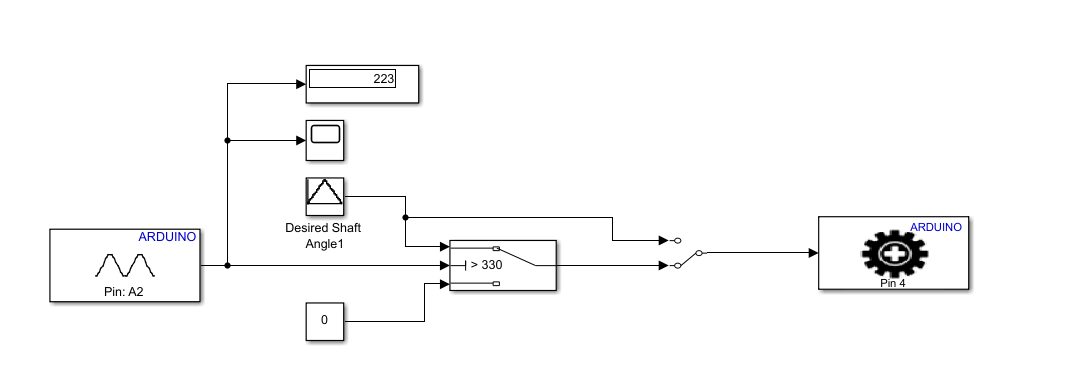 223
Desired Shaft
Angle1
ARDUINO
Pin: A2
> 330
0
ARDUINO
Pin 4